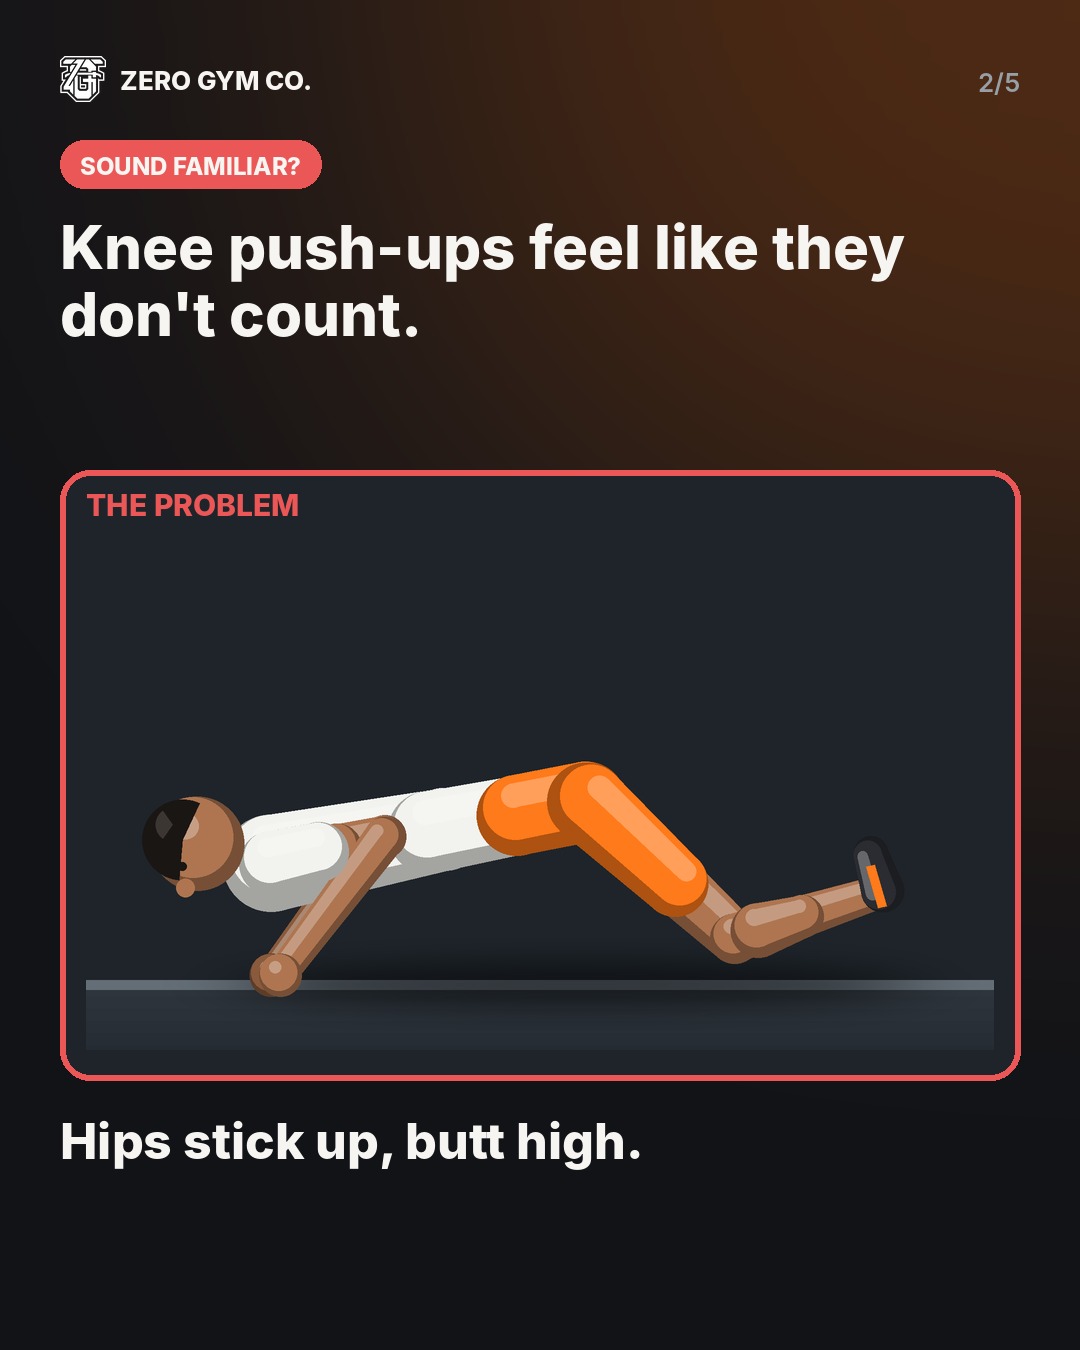 ZERO GYM CO.
2/5
SOUND FAMILIAR?
Knee push-ups feel like they
don't count.
THE PROBLEM
Hips stick up, butt high.